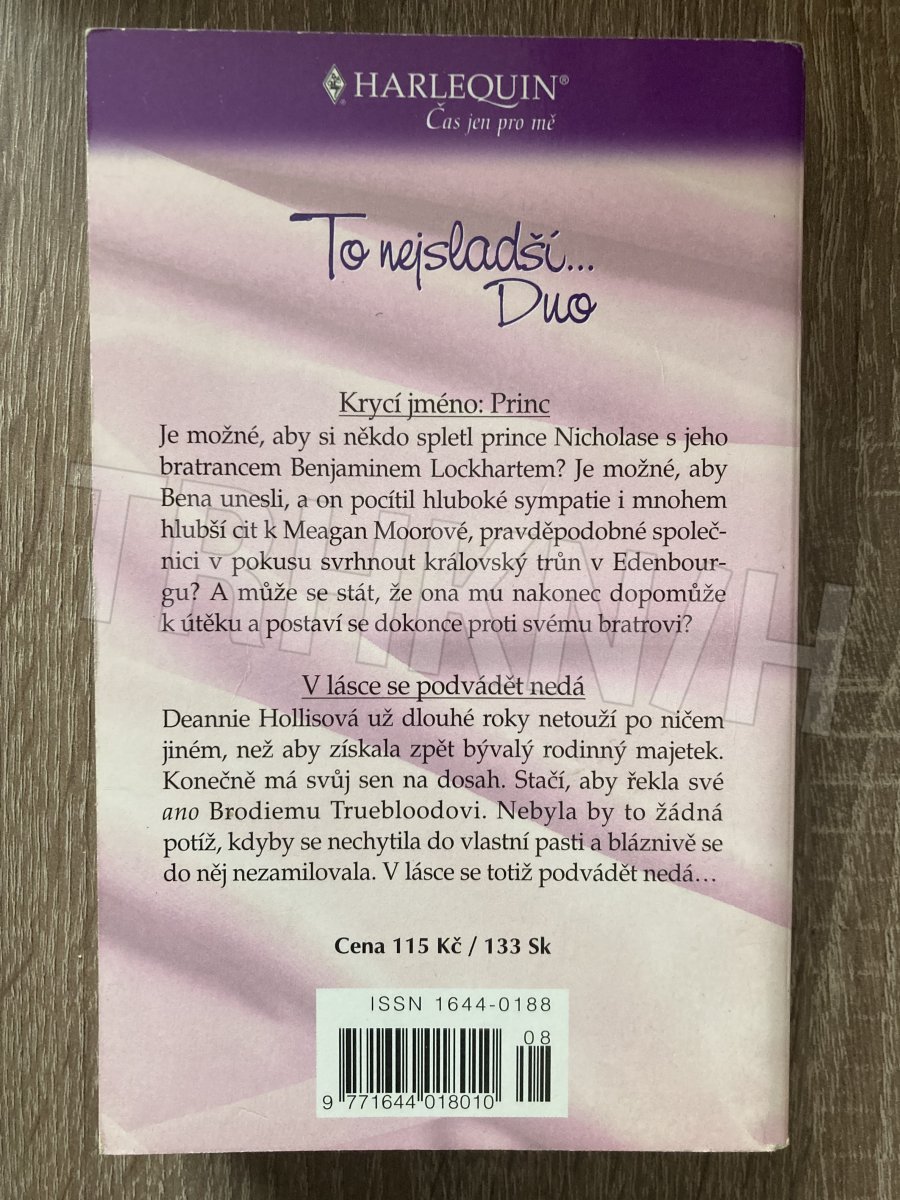 HARLEQUIN®
Čas jen pro mě
To nejsladší...
Duo
Krycí jméno: Princ
Je možné, aby si někdo spletl prince Nicholase s jeho
bratrancem Benjaminem Lockhartem? Je možné, aby
Bena unesli, a on pocítil hluboké sympatie i mnohem
hlubší cit k Meagan Moorové, pravděpodobné společ-
nici v pokusu svrhnout královský trůn v Edenbour-
gu? A může se stát, že ona mu nakonec dopomůže
k útěku a postaví se dokonce proti svému bratrovi?
TRHKNIH
V lásce se podvádět nedá
Deannie Hollisová už dlouhé roky netouží po ničem
jiném, než aby získala zpět bývalý rodinný majetek.
Konečně má svůj sen na dosah. Stačí, aby řekla své
ano Brodiemu Truebloodovi. Nebyla by to žádná
potíž, kdyby se nechytila do vlastní pasti a bláznivě se
do něj nezamilovala. V lásce se totiž podvádět nedá...
Cena 115 Kč / 133 Sk
ISSN 1644-0188
08
9 771644 018010